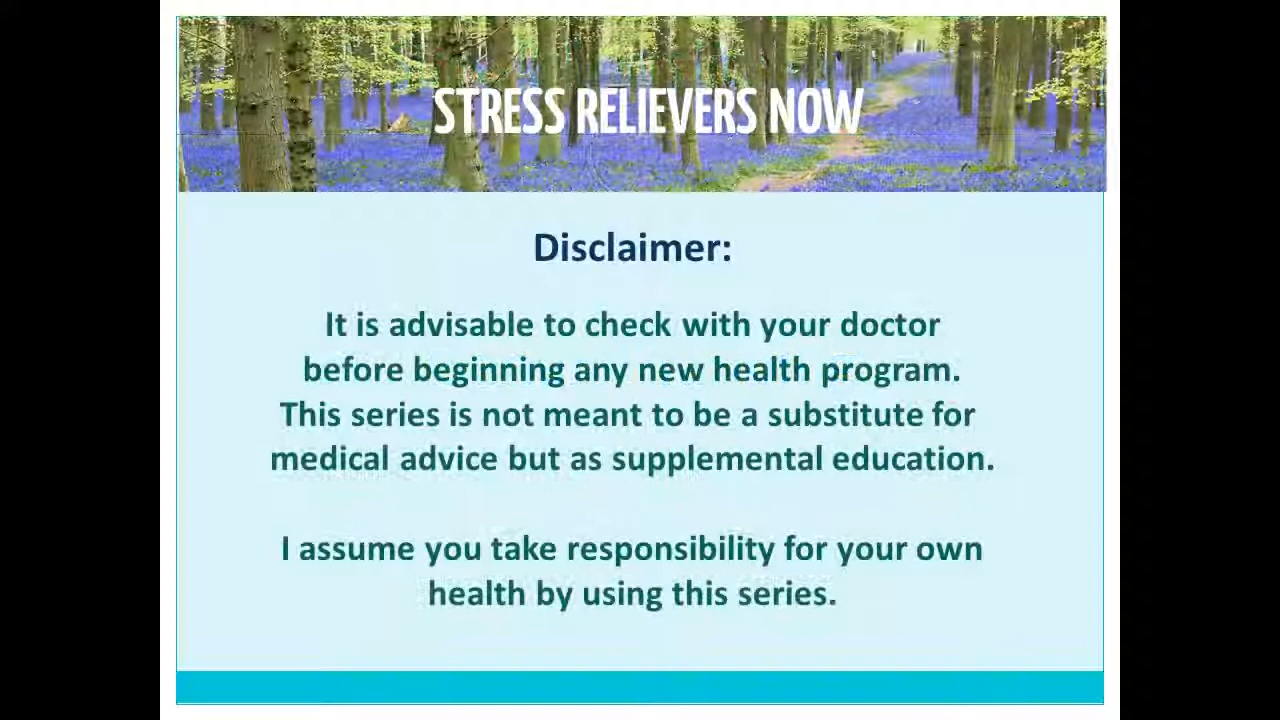 STRESS RELIEVERS NOW
Disclaimer:
It is advisable to check with your doctor
before beginning any new health program.
This series is not meant to be a substitute for
medical advice but as supplemental education.
I assume you take responsibility for your own
health by using this series.